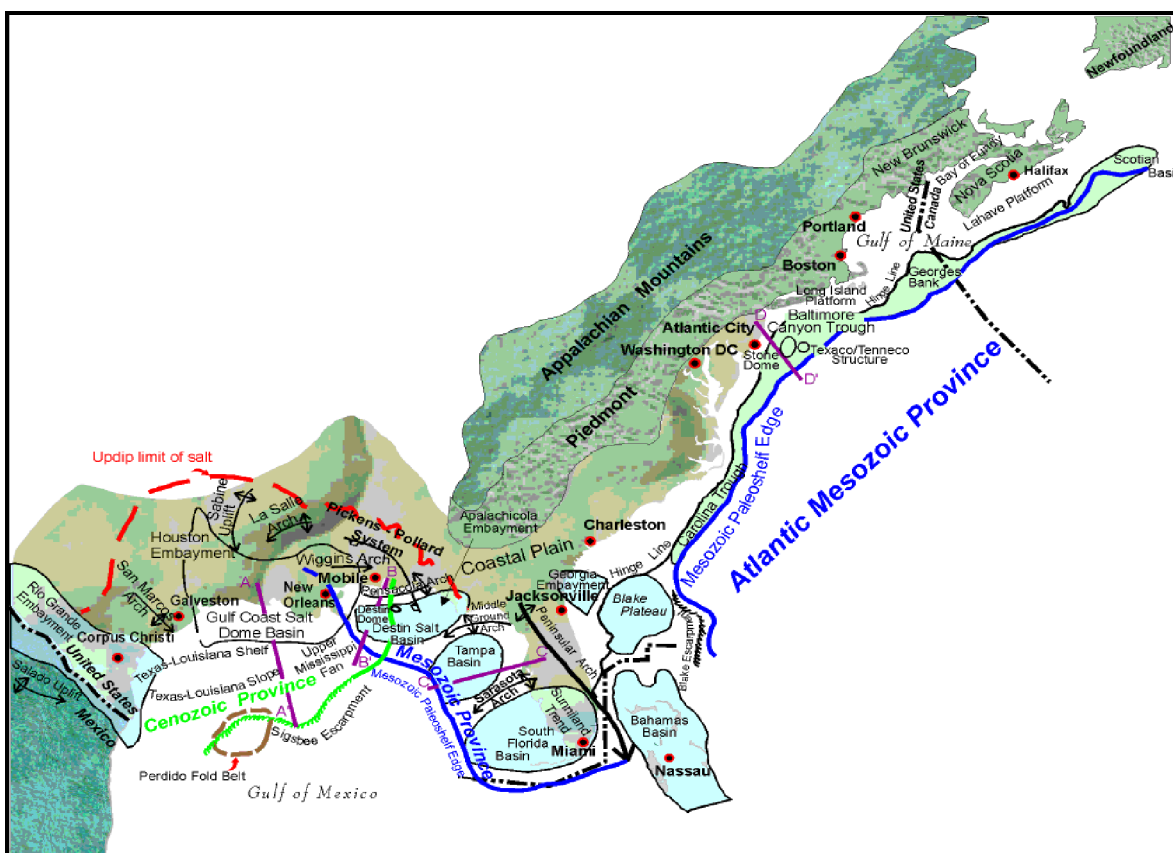 Newfoundland
New Brunswick
Bay of Fundy
Scotian
Basin
Halifax
Nova Scotia
United States
Canada
Lahave Platform
Portland
Gulf of Maine
Boston
Georges
Bank
Hinge Line
Long Island
Platform
Appalachian Mountains
Piedmont
Atlantic City
Washington DC
D
Baltimore
Canyon Trough
Stone
Dome
Texaco/Tenneco
Structure
D'
Atlantic Mesozoic Province
Mesozoic Paleoshelf Edge
Carolina Trough
Updip limit of salt
Sabine
Uplift
La Salle
Arch
Pickens - Pollard
System
Apalachicola
Embayment
Charleston
Coastal Plain
Hinge Line
Houston
Embayment
Wiggins Arch
Mobile
B
Pensacola Arch
Georgia
Embayment
Jacksonville
Blake
Plateau
Blake Escarpment
San Marcos
Arch
Galveston
A
New
Orleans
Gulf Coast Salt
Dome Basin
Destin
Dome
Destin Salt
Basin
Middle
Ground
Arch
Peninsular Arch
Rio Grande
Embayment
Corpus Christi
Texas-Louisiana Shelf
Upper
Mississippi
Fan
B'
Tampa
Basin
C
C'
Sarasota
Arch
United States
Mexico
Salado Uplift
Texas-Louisiana Slope
Cenozoic Province
A'
Sigsbee Escarpment
Mesozoic Province
Mesozoic Paleoshelf Edge
Sunniland
Trend
South
Florida
Basin
Miami
Bahamas
Basin
Nassau
Perdido Fold Belt
Gulf of Mexico